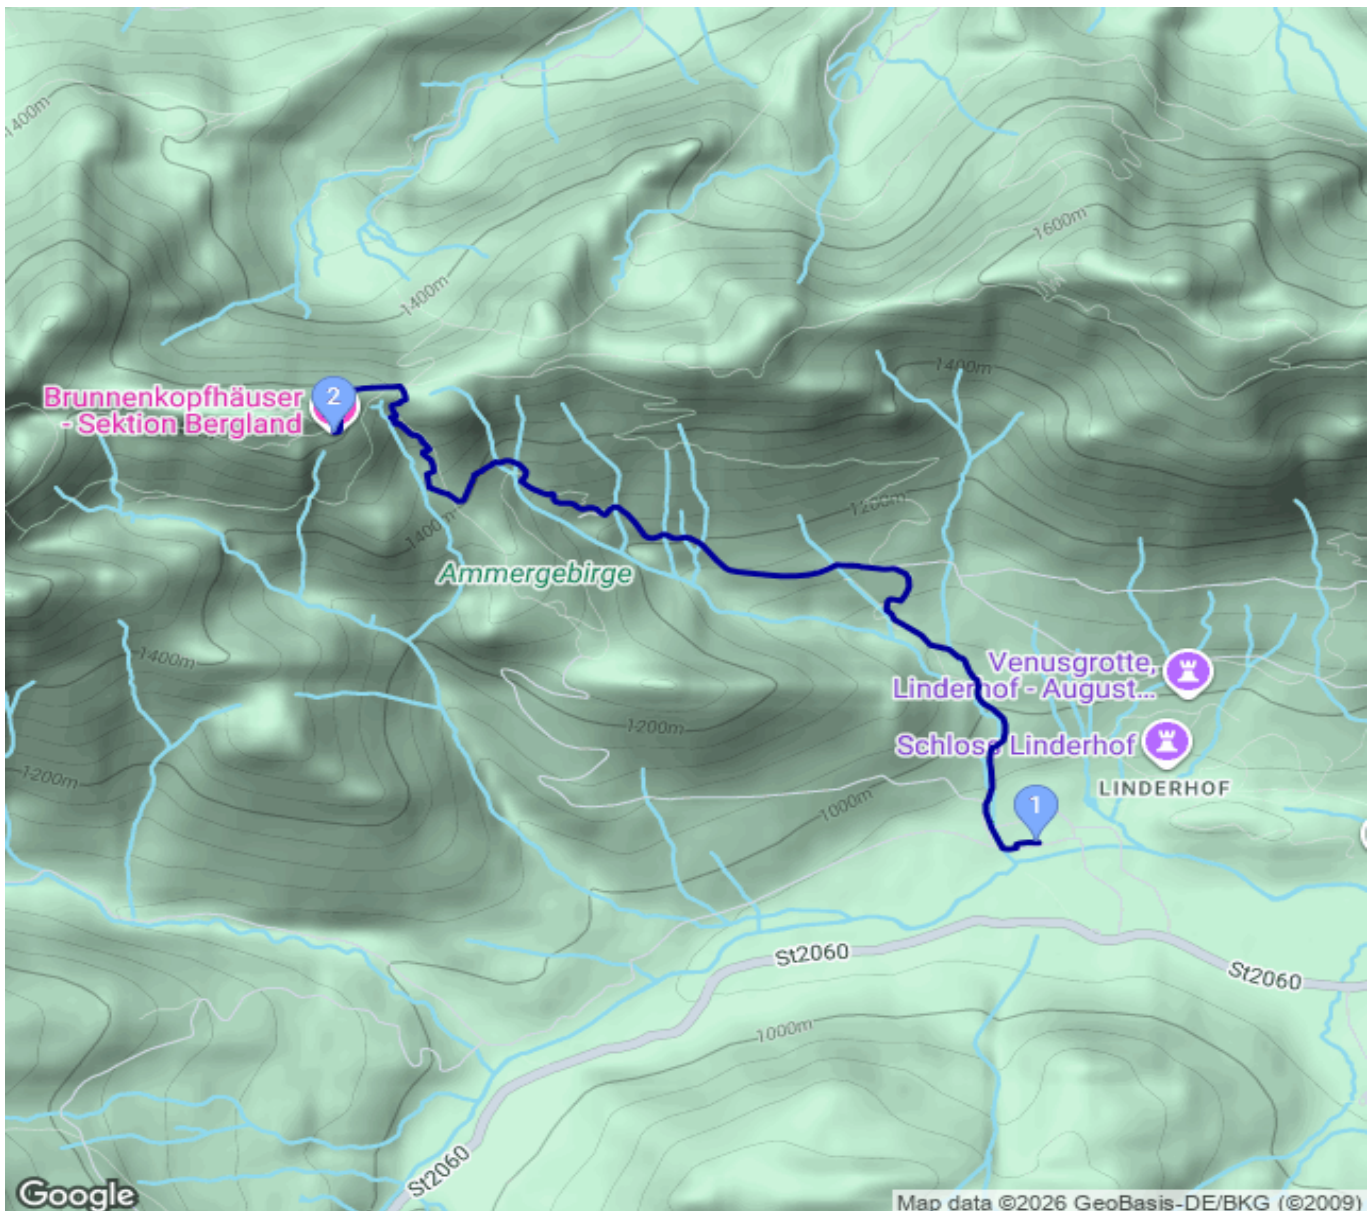 1400m
1600m
1400m
1400m
Brunnenkopfhäuser
- Sektion Bergland
2
1200m
1400m
Ammergebirge
1400m
Venusgrotte,
Linderhof - August...
1200m
Schloss Linderhof
1200m
LINDERHOF
1000m
1
St2060
St2060
1000m
St2060
Google
Map data ©2026 GeoBasis-DE/BKG (©2009)